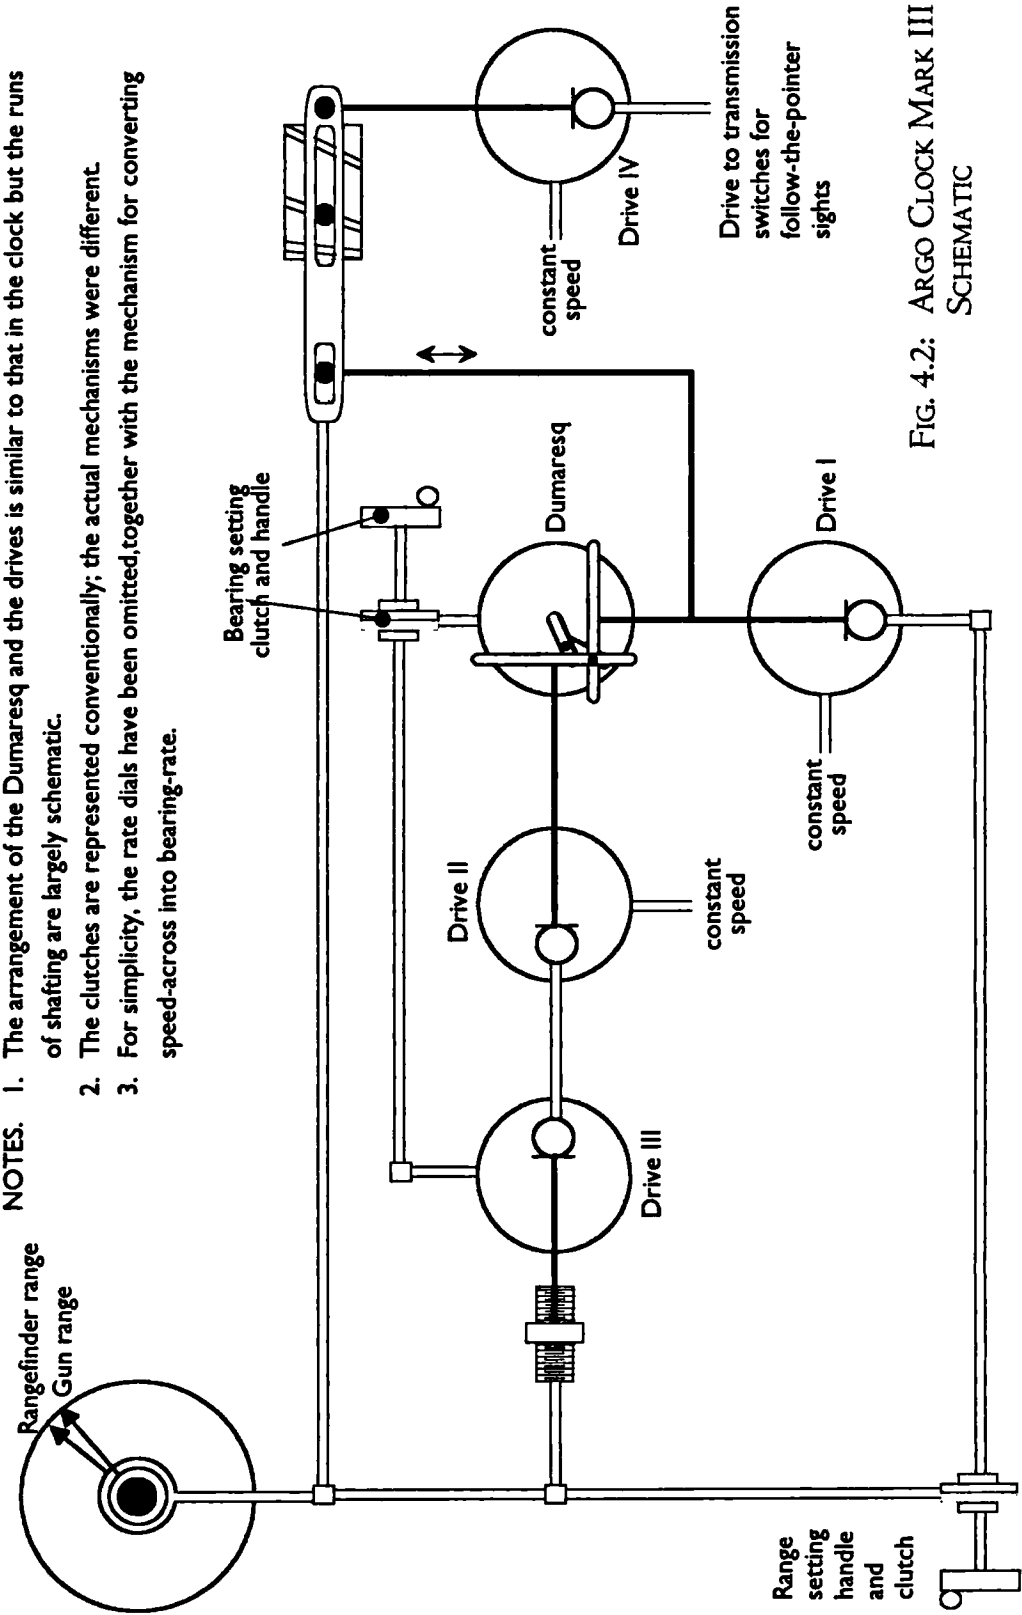 NOTES. 1. The arrangement of the Dumaresq and the drives is similar to that in the clock but the runs
of shafting are largely schematic.
2. The clutches are represented conventionally; the actual mechanisms were different.
3. For simplicity, the rate dials have been omitted,together with the mechanism for converting
speed-across into bearing-rate.
Rangefinder range
Gun range
Bearing setting
clutch and handle
Drive II
Drive III
constant
speed
Dumaresq
Drive I
constant
speed
constant
speed
Drive IV
Drive to transmission
switches for
follow-the-pointer
sights
Range
setting
handle
and
clutch
FIG. 4.2: ARGO CLOCK MARK III
SCHEMATIC